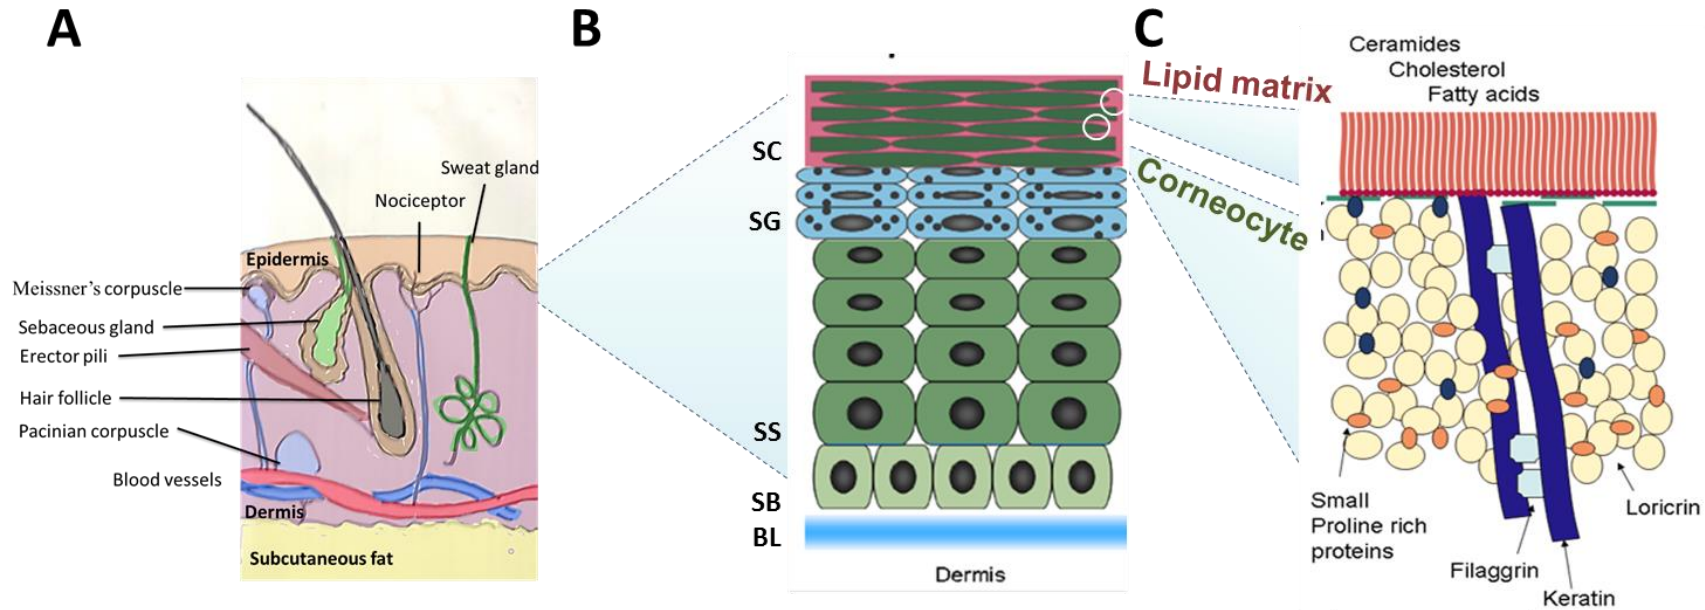 A
Sweat gland
Nociceptor
Epidermis
Meissner's corpuscle
Sebaceous gland
Erector pili
Hair follicle
Pacinian corpuscle
Blood vessels
Dermis
Subcutaneous fat
B
SC
SG
SS
SB
BL
Dermis
C
Lipid matrix
Corneocyte
Ceramides
Cholesterol
Fatty acids
Small
Proline rich
proteins
Loricrin
Filaggrin
Keratin